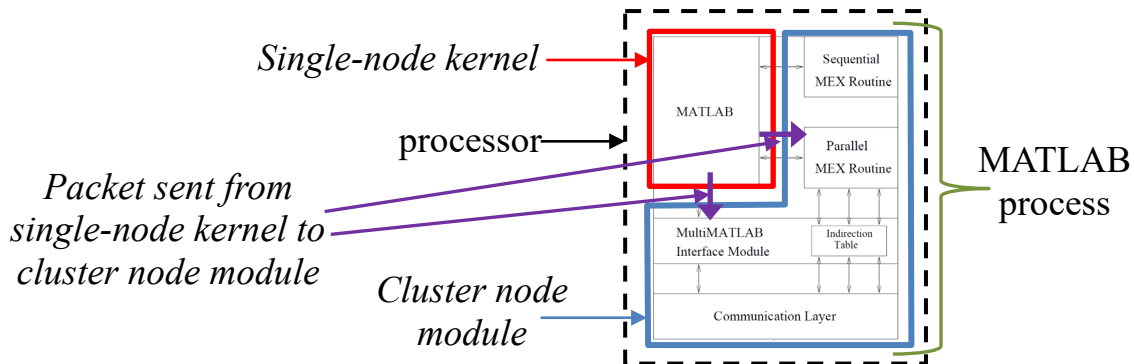 Single-node kernel
processor
Packet sent from
single-node kernel to
cluster node module
Cluster node
module
MATLAB
Sequential
MEX Routine
Parallel
MEX Routine
MultiMATLAB
Interface Module
Indirection
Table
Communication Layer
MATLAB
process